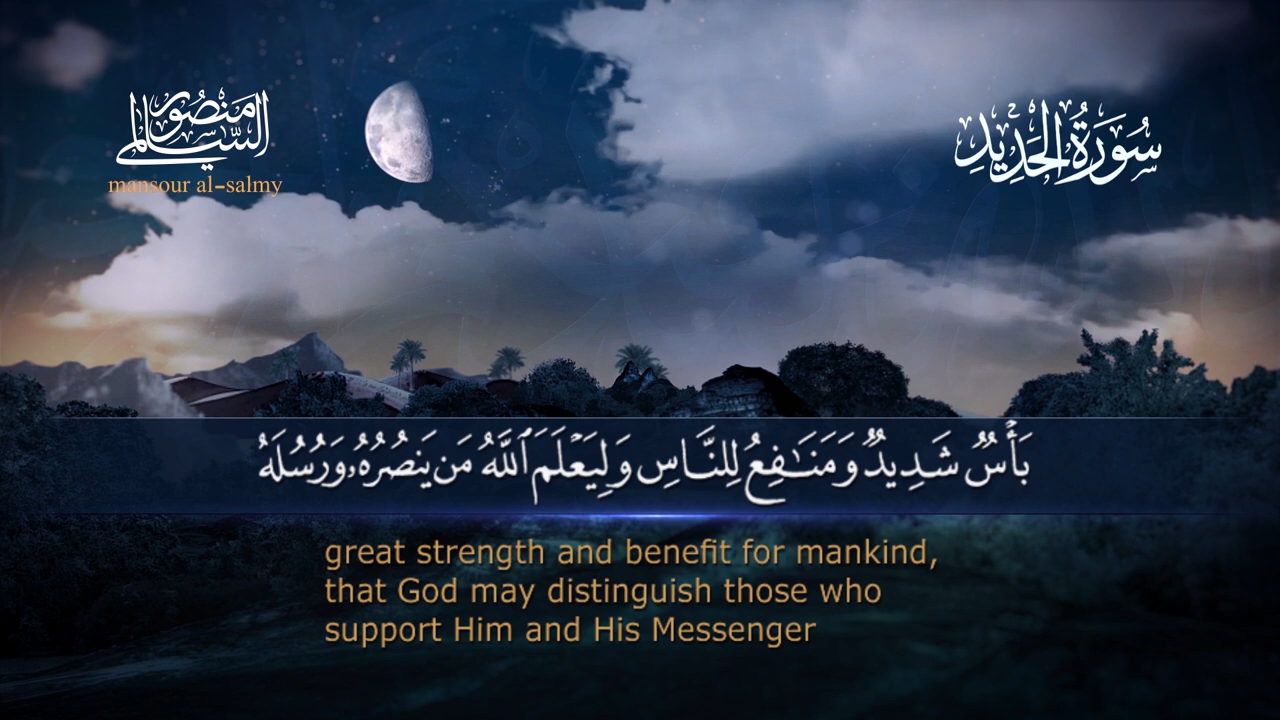 منصور
السالمي
mansour al-salmy
سُورَةُ الْحَدِيدِ
بَأْسٌ شَدِيدٌ وَمَنَـٰفِعُ لِلنَّاسِ وَلِيَعْلَمَ ٱللَّهُ مَن يَنصُرُهُۥ وَرُسُلَهُ
great strength and benefit for mankind,
that God may distinguish those who
support Him and His Messenger